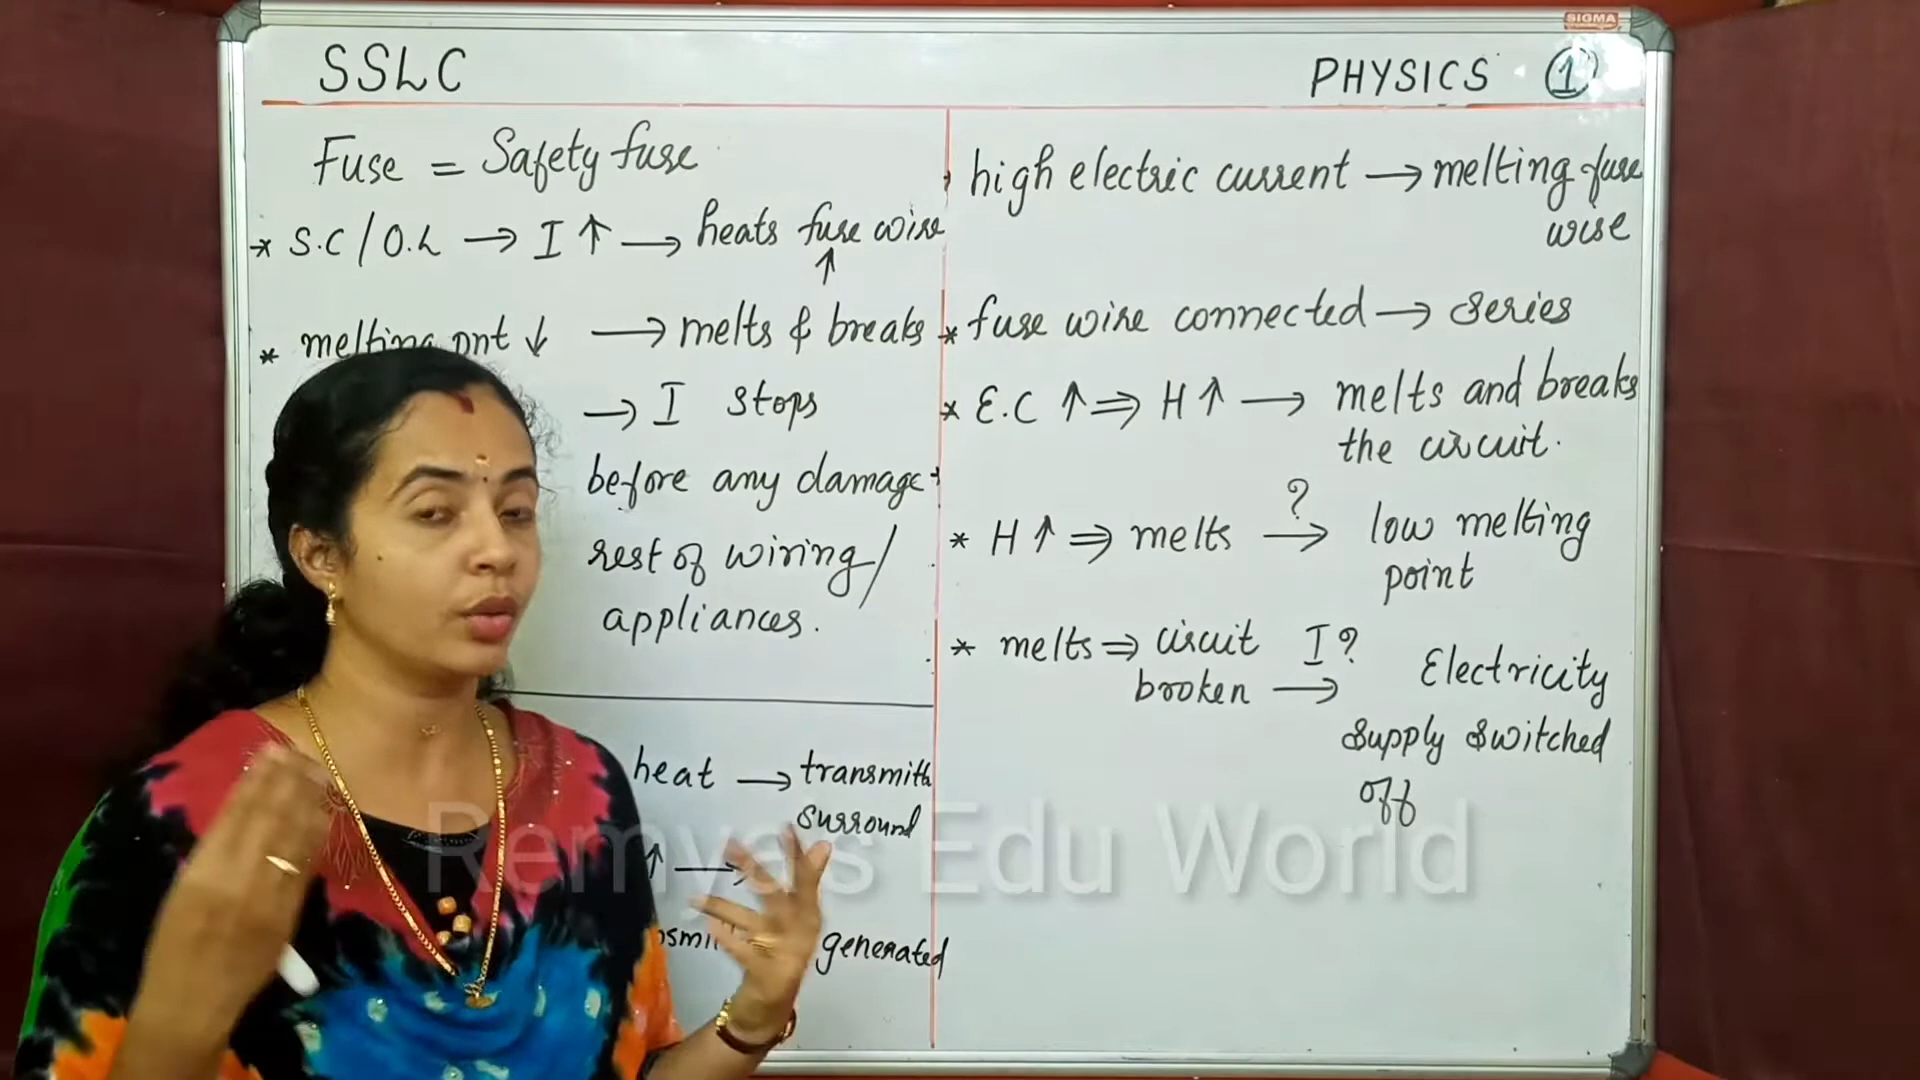 SIGMA
SSLC
PHYSICS 1
Fuse = Safety fuse
* S.C / O.L → I ↑ → heats fuse wire
↑
* melting pnt ↓ → melts & breaks
→ I stops
before any damage
rest of wiring /
appliances.
heat → transmitt
surround
↑ →
generated
high electric current → melting fuse
wire
* fuse wire connected → series
* E.C ↑ ⇒ H ↑ → melts and breaks
the circuit.
?
* H ↑ ⇒ melts → low melting
point
* melts ⇒ circuit I? Electricity
broken →
supply switched
off
Remya's Edu World